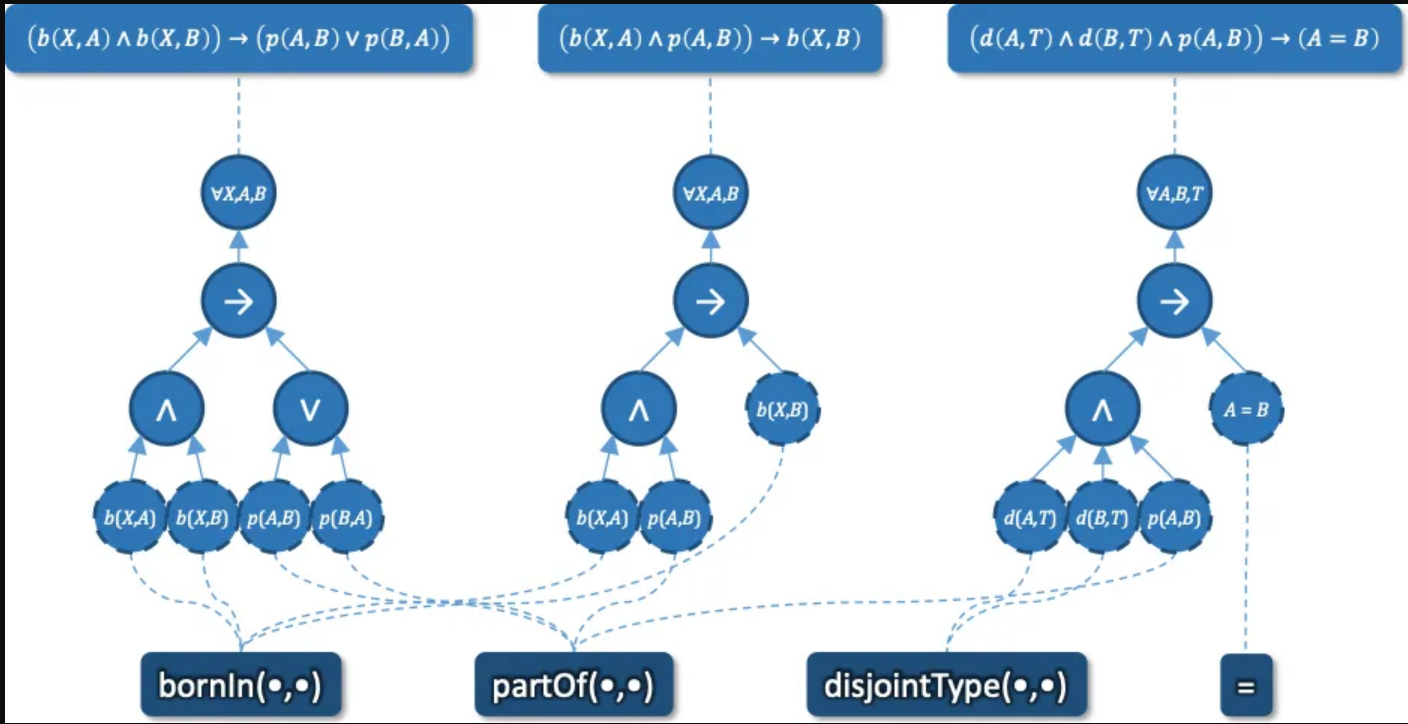 (b(X,A) ∧ b(X,B)) → (p(A,B) ∨ p(B,A))
(b(X,A) ∧ p(A,B)) → b(X,B)
(d(A,T) ∧ d(B,T) ∧ p(A,B)) → (A = B)
∀X,A,B
∀X,A,B
∀A,B,T
→
→
→
∧
∨
∧
b(X,B)
∧
A = B
b(X,A)
b(X,B)
p(A,B)
p(B,A)
b(X,A)
p(A,B)
d(A,T)
d(B,T)
p(A,B)
bornIn(•,•)
partOf(•,•)
disjointType(•,•)
=